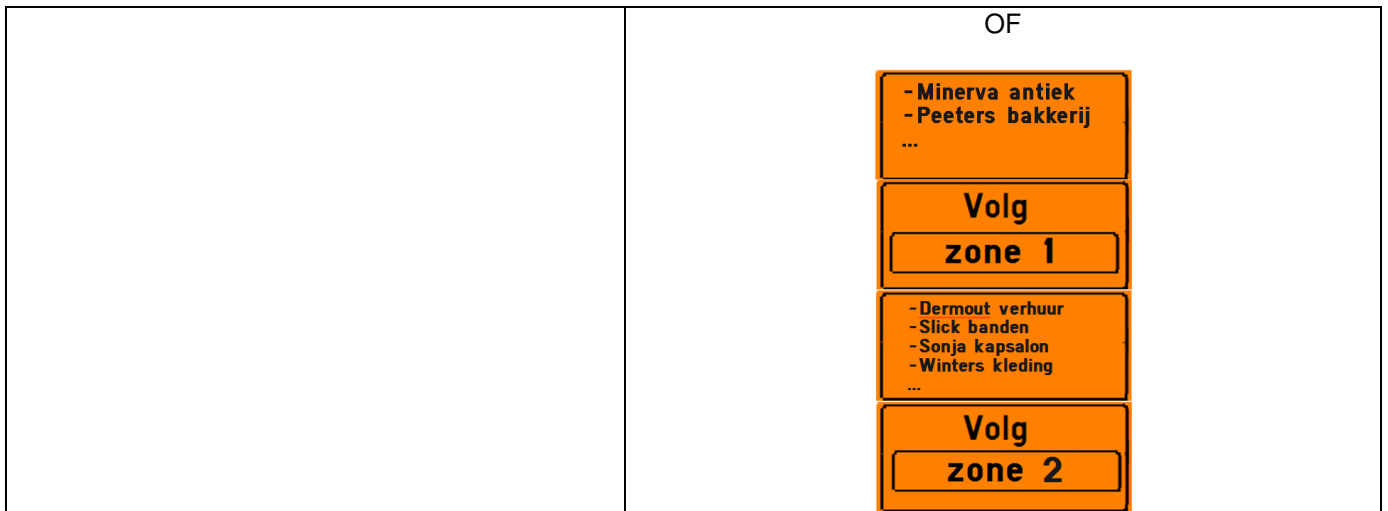 OF
-Minerva antiek
-Peeters bakkerij
...
Volg
zone 1
-Dermout verhuur
-Slick banden
-Sonja kapsalon
-Winters kleding
...
Volg
zone 2